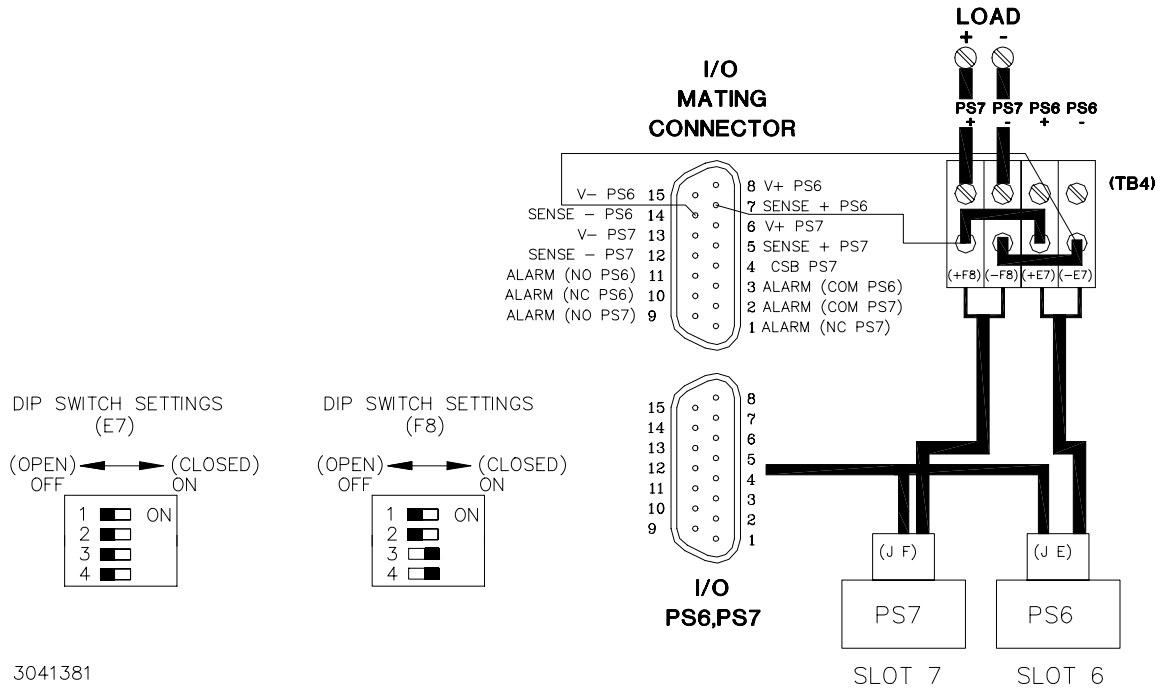 LOAD
+ -
I/O
MATING
CONNECTOR
PS7 PS7 PS6 PS6
+ - + -
(TB4)
V- PS6 15
SENSE - PS6 14
V- PS7 13
SENSE - PS7 12
ALARM (NO PS6) 11
ALARM (NC PS6) 10
ALARM (NO PS7) 9
8 V+ PS6
7 SENSE + PS6
6 V+ PS7
5 SENSE + PS7
4 CSB PS7
3 ALARM (COM PS6)
2 ALARM (COM PS7)
1 ALARM (NC PS7)
(+F8) (-F8) (+E7) (-E7)
DIP SWITCH SETTINGS
(E7)
(OPEN) (CLOSED)
OFF ON
1 ON
2
3
4
DIP SWITCH SETTINGS
(F8)
(OPEN) (CLOSED)
OFF ON
1 ON
2
3
4
15
14
13
12
11
10
9
8
7
6
5
4
3
2
1
I/O
PS6,PS7
(J F)
PS7
SLOT 7
(J E)
PS6
SLOT 6
3041381